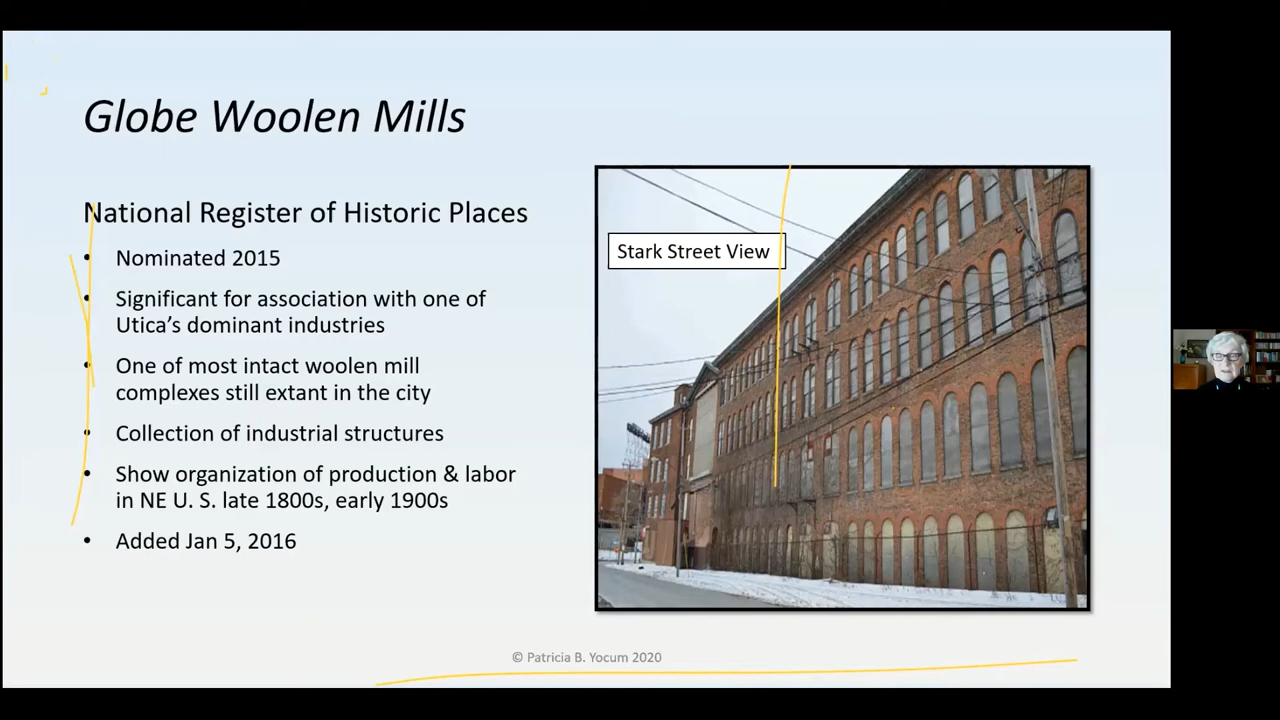 Globe Woolen Mills
National Register of Historic Places
• Nominated 2015
• Significant for association with one of
Utica’s dominant industries
• One of most intact woolen mill
complexes still extant in the city
• Collection of industrial structures
• Show organization of production & labor
in NE U. S. late 1800s, early 1900s
• Added Jan 5, 2016
Stark Street View
© Patricia B. Yocum 2020